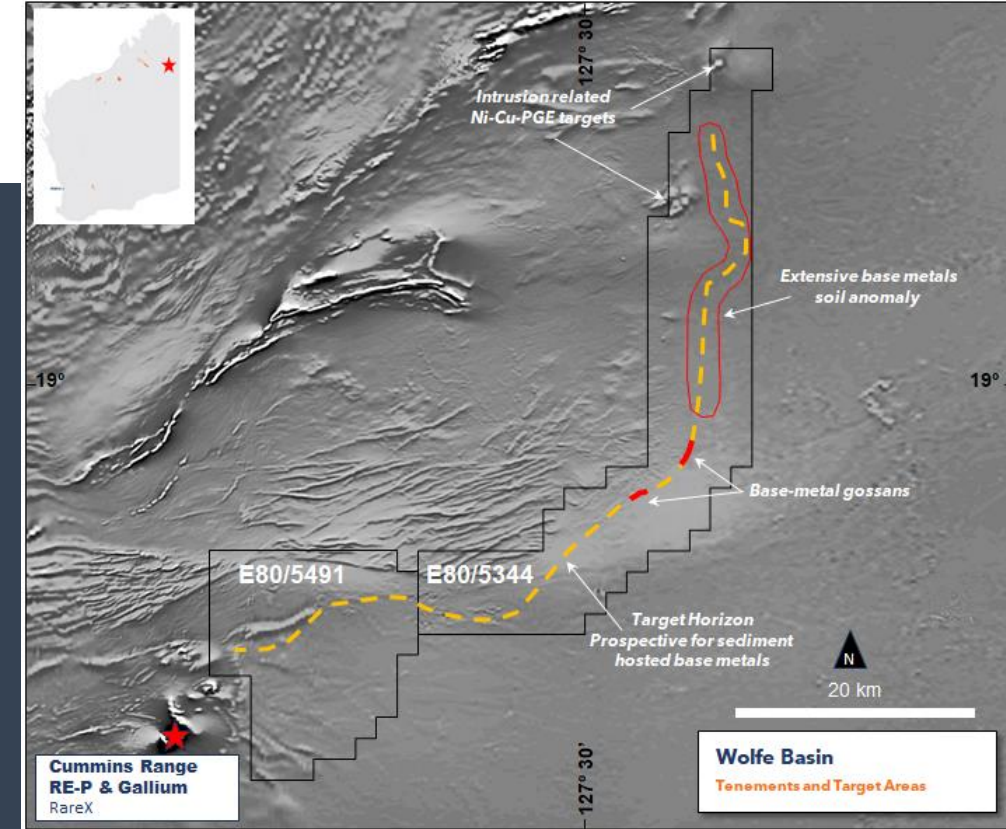 127° 30'
Intrusion related
Ni-Cu-PGE targets
Extensive base metals
soil anomaly
19°
19°
Base-metal gossans
E80/5491
E80/5344
Target Horizon
Prospective for sediment
hosted base metals
N
20 km
127° 30'
Cummins Range
RE-P & Gallium
RareX
Wolfe Basin
Tenements and Target Areas